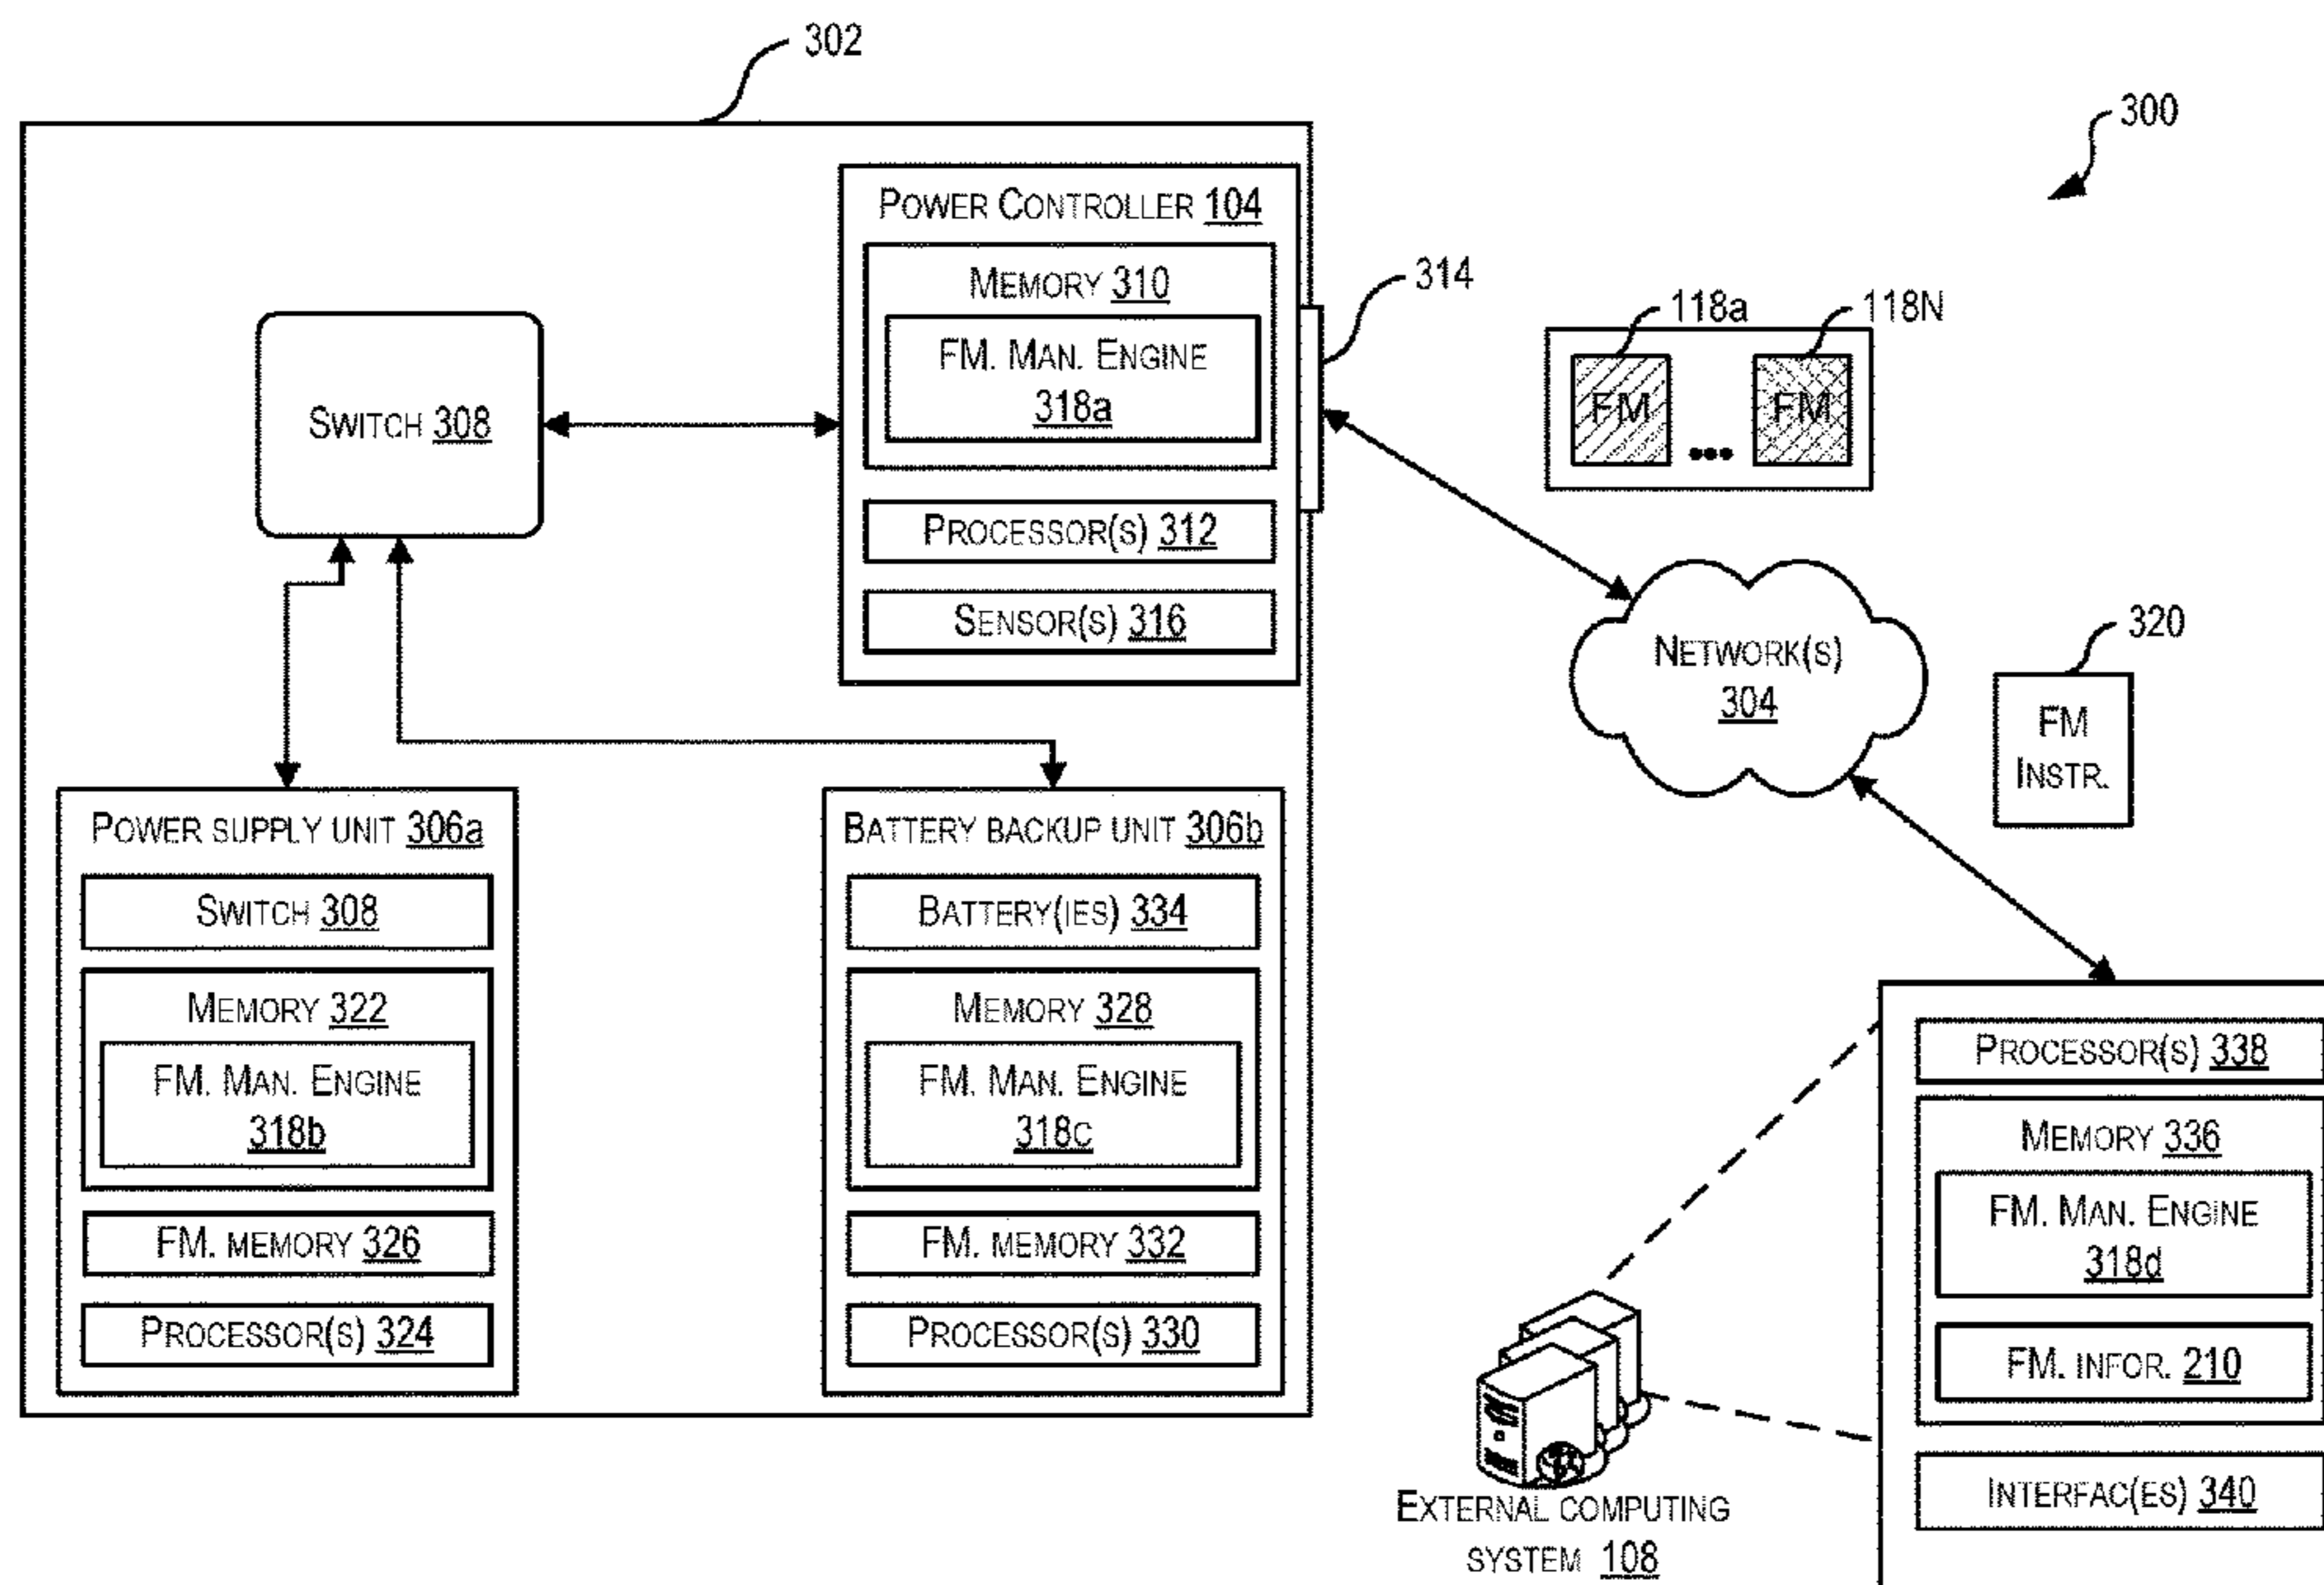 302
300
POWER CONTROLLER 104
MEMORY 310
FM. MAN. ENGINE
318a
PROCESSOR(S) 312
SENSOR(S) 316
314
118a
118N
FM
...
FM
SWITCH 308
NETWORK(S)
304
320
FM
INSTR.
POWER SUPPLY UNIT 306a
SWITCH 308
MEMORY 322
FM. MAN. ENGINE
318b
FM. MEMORY 326
PROCESSOR(S) 324
BATTERY BACKUP UNIT 306b
BATTERY(IES) 334
MEMORY 328
FM. MAN. ENGINE
318c
FM. MEMORY 332
PROCESSOR(S) 330
PROCESSOR(S) 338
MEMORY 336
FM. MAN. ENGINE
318d
FM. INFOR. 210
INTERFAC(ES) 340
EXTERNAL COMPUTING
SYSTEM 108